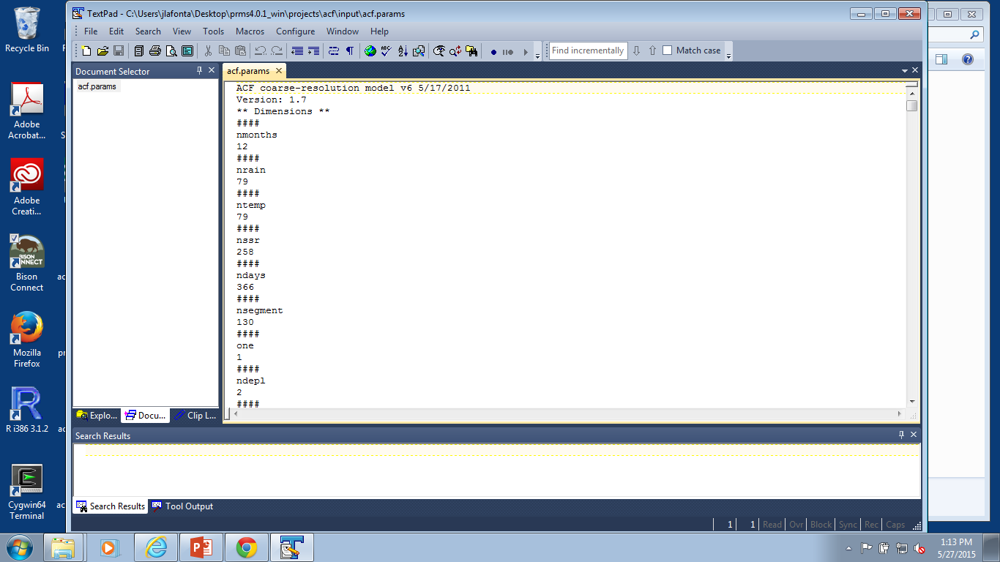 Recycle Bin
Adobe
Acrobat...
Adobe
Creati...
BISON
Bison
Connect
Mozilla
Firefox
R i386 3.1.2
Cygwin64
Terminal
TextPad - C:\Users\jlafonta\Desktop\prms4.0.1_win\projects\acf\input\acf.params
File Edit Search View Tools Macros Configure Window Help
Find incrementally Match case
Document Selector
acf.params
acf.params
ACF coarse-resolution model v6 5/17/2011
Version: 1.7
** Dimensions **
####
nmonths
12
####
nrain
79
####
ntemp
79
####
nssr
258
####
ndays
366
####
nsegment
130
####
one
1
####
ndepl
2
####
Explo... Docu... Clip L...
Search Results
Search Results Tool Output
1 1 Read Ovr Block Sync Rec Caps
1:13 PM
5/27/2015